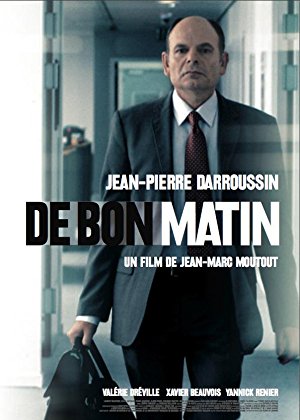 JEAN-PIERRE DARROUSSIN
DE BON MATIN
UN FILM DE JEAN-MARC MOUTOUT
VALÉRIE DRÉVILLE XAVIER BEAUVOIS YANNICK RENIER